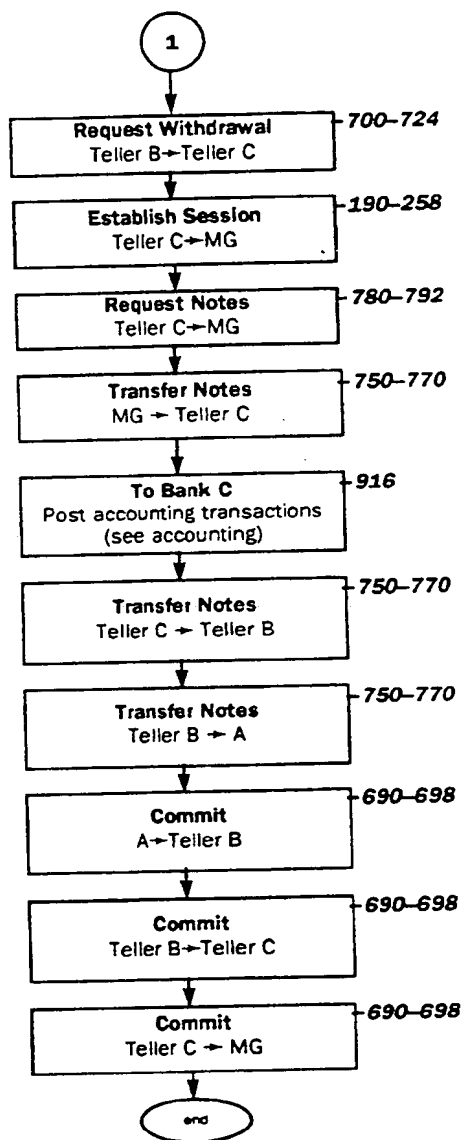 1
Request Withdrawal 700–724
Teller B→Teller C
Establish Session 190–258
Teller C→MG
Request Notes 780–792
Teller C→MG
Transfer Notes 750–770
MG → Teller C
To Bank C 916
Post accounting transactions
(see accounting)
Transfer Notes 750–770
Teller C → Teller B
Transfer Notes 750–770
Teller B → A
Commit 690–698
A→Teller B
Commit 690–698
Teller B→Teller C
Commit 690–698
Teller C → MG
end